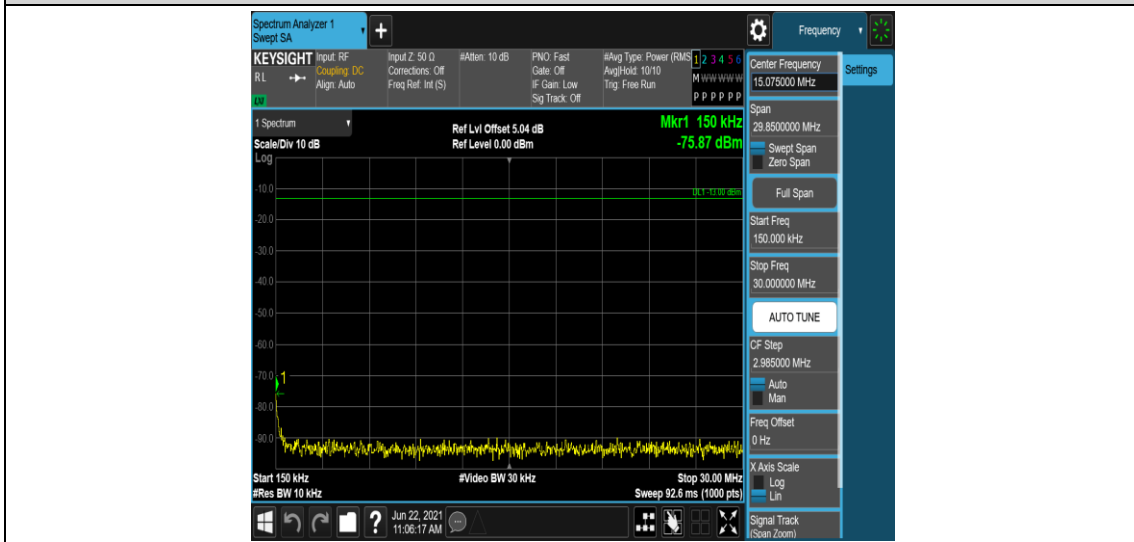 Spectrum Analyzer 1
Swept SA
+
Frequency
KEYSIGHT
RL
LXI
Input: RF
Coupling: DC
Align: Auto
Input Z: 50 Ω
Corrections: Off
Freq Ref: Int (S)
#Atten: 10 dB
PNO: Fast
Gate: Off
IF Gain: Low
Sig Track: Off
#Avg Type: Power (RMS
Avg|Hold: 10/10
Trig: Free Run
1 2 3 4 5 6
M W W W W W
P P P P P P
Center Frequency
15.075000 MHz
Settings
1 Spectrum
Scale/Div 10 dB
Log
Ref Lvl Offset 5.04 dB
Ref Level 0.00 dBm
Mkr1 150 kHz
-75.87 dBm
Span
29.8500000 MHz
Swept Span
Zero Span
Full Span
Start Freq
150.000 kHz
Stop Freq
30.000000 MHz
AUTO TUNE
CF Step
2.985000 MHz
Auto
Man
Freq Offset
0 Hz
X Axis Scale
Log
Lin
Signal Track
(Span Zoom)
DL1 -13.00 dBm
-10.0
-20.0
-30.0
-40.0
-50.0
-60.0
-70.0
1
-80.0
-90.0
Start 150 kHz
#Res BW 10 kHz
#Video BW 30 kHz
Stop 30.00 MHz
Sweep 92.6 ms (1000 pts)
?
Jun 22, 2021
11:06:17 AM